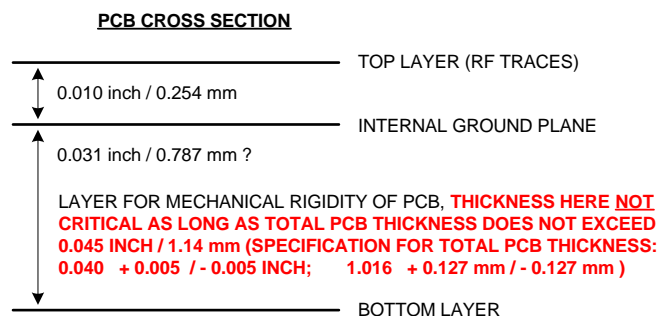 PCB CROSS SECTION
TOP LAYER (RF TRACES)
0.010 inch / 0.254 mm
INTERNAL GROUND PLANE
0.031 inch / 0.787 mm ?
LAYER FOR MECHANICAL RIGIDITY OF PCB, THICKNESS HERE NOT
CRITICAL AS LONG AS TOTAL PCB THICKNESS DOES NOT EXCEED
0.045 INCH / 1.14 mm (SPECIFICATION FOR TOTAL PCB THICKNESS:
0.040 + 0.005 / - 0.005 INCH; 1.016 + 0.127 mm / - 0.127 mm )
BOTTOM LAYER